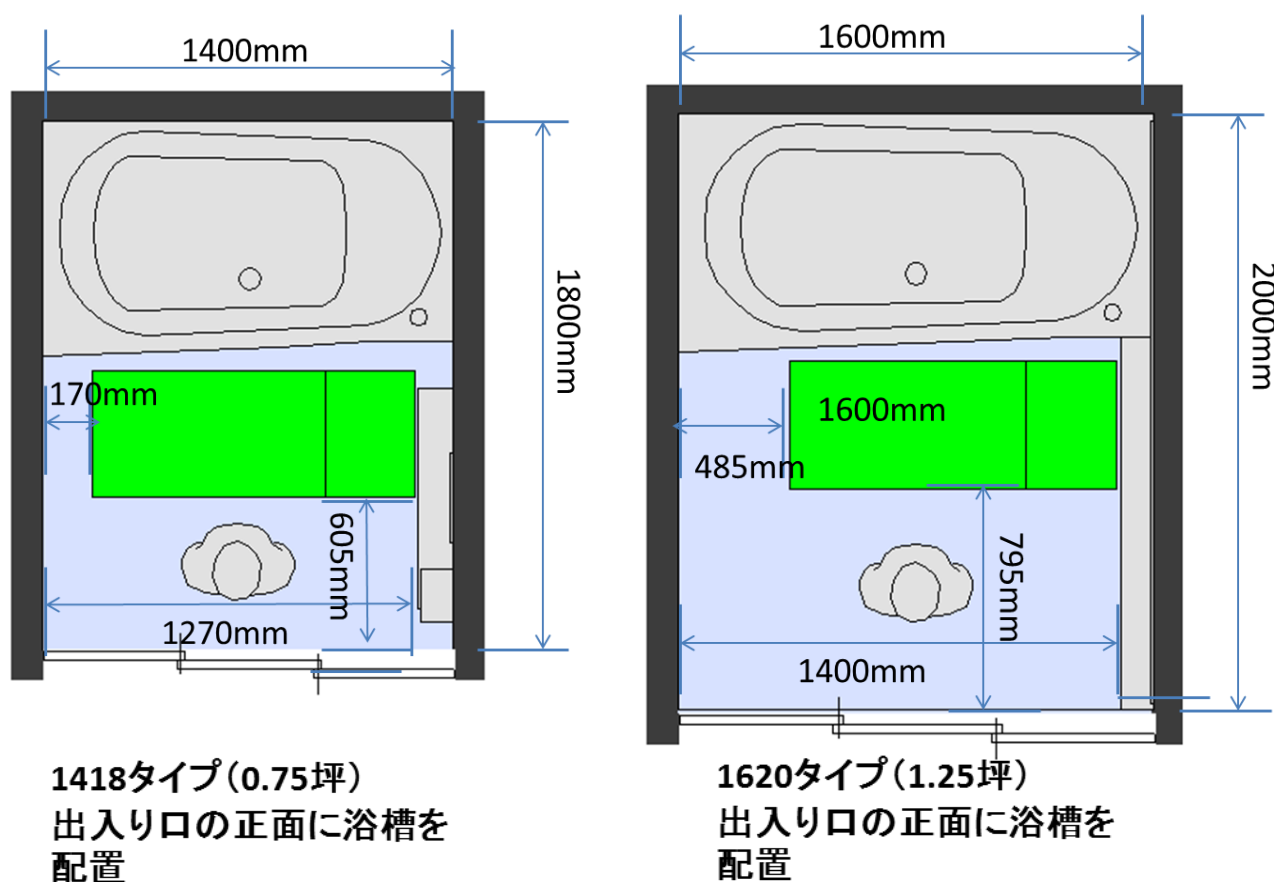 1400mm
1800mm
170mm
605mm
1270mm
1418タイプ(0.75坪)
出入り口の正面に浴槽を
配置
1600mm
2000mm
1600mm
485mm
795mm
1400mm
1620タイプ(1.25坪)
出入り口の正面に浴槽を
配置